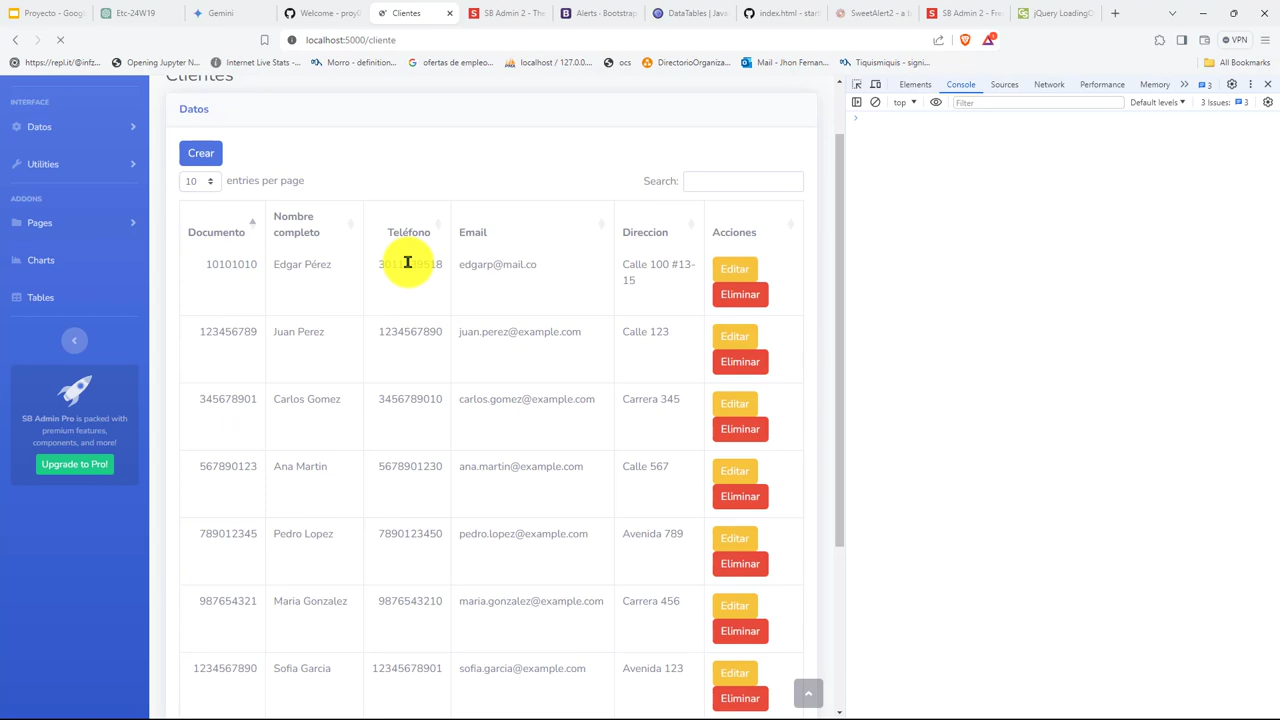 Proyecto - Goog
Etc-24W19
Gemini
Welcome - proy0
Clientes
SB Admin 2 - The
Alerts - Bootstrap
DataTables | Java
index.html - start
SweetAlert2 - a b
SB Admin 2 - Fre
jQuery LoadingO
localhost:5000/cliente
VPN
https://repl.it/@infz...
Opening Jupyter N...
Internet Live Stats -...
Morro - definition...
ofertas de empleo...
localhost / 127.0.0...
ocs
DirectorioOrganiza...
Mail - Jhon Fernan...
Tiquismiquis - signi...
All Bookmarks
INTERFACE
Datos
Utilities
ADDONS
Pages
Charts
Tables
SB Admin Pro is packed with
premium features,
components, and more!
Upgrade to Pro!
Clientes
Datos
Crear
10 entries per page
Search:
Documento Nombre completo Teléfono Email Direccion Acciones
10101010 Edgar Pérez edgarp@mail.co Calle 100 #13-
15
Editar
Eliminar
123456789 Juan Perez 1234567890 juan.perez@example.com Calle 123
Editar
Eliminar
345678901 Carlos Gomez 3456789010 carlos.gomez@example.com Carrera 345
Editar
Eliminar
567890123 Ana Martin 5678901230 ana.martin@example.com Calle 567
Editar
Eliminar
789012345 Pedro Lopez 7890123450 pedro.lopez@example.com Avenida 789
Editar
Eliminar
987654321 Maria Gonzalez 9876543210 maria.gonzalez@example.com Carrera 456
Editar
Eliminar
1234567890 Sofia Garcia 12345678901 sofia.garcia@example.com Avenida 123
Editar
Eliminar
Elements Console Sources Network Performance Memory 3
top Filter Default levels 3 Issues: 3